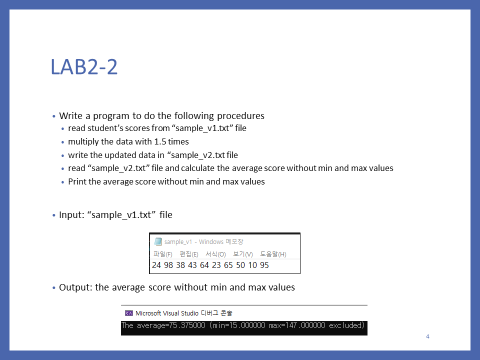 LAB2-2
• Write a program to do the following procedures
• read student's scores from "sample_v1.txt" file
• multiply the data with 1.5 times
• write the updated data in "sample_v2.txt file
• read "sample_v2.txt" file and calculate the average score without min and max values
• Print the average score without min and max values
• Input: "sample_v1.txt" file
sample_v1 - Windows 메모장
파일(F) 편집(E) 서식(O) 보기(V) 도움말(H)
24 98 38 43 64 23 65 50 10 95
• Output: the average score without min and max values
Microsoft Visual Studio 디버그 콘솔
The average=75.375000 (min=15.000000 max=147.000000 excluded)
4